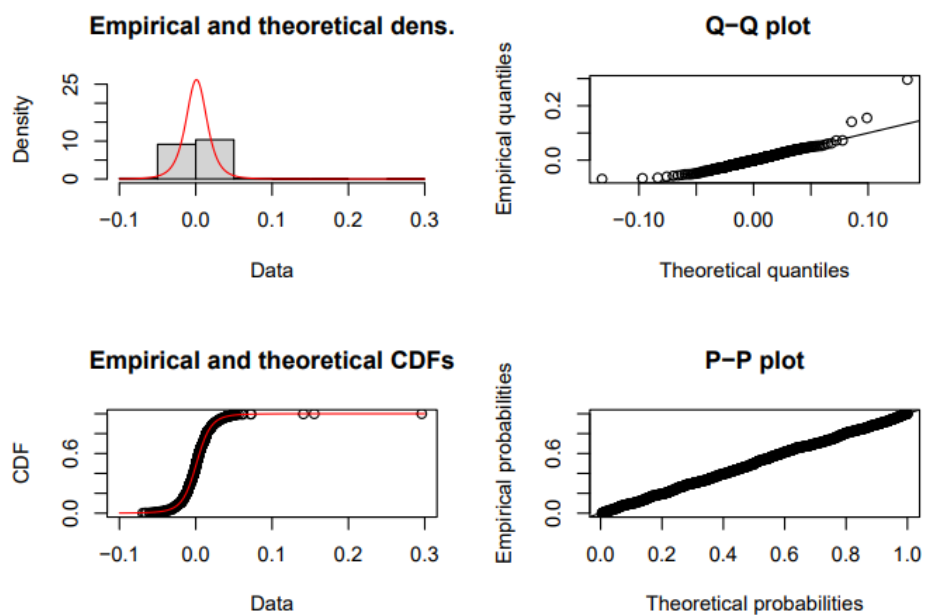 Empirical and theoretical dens.
Density
0 10 25
−0.1 0.0 0.1 0.2 0.3
Data
Q−Q plot
Empirical quantiles
0.0 0.2
−0.10 0.00 0.10
Theoretical quantiles
Empirical and theoretical CDFs
CDF
0.0 0.6
−0.1 0.0 0.1 0.2 0.3
Data
P−P plot
Empirical probabilities
0.0 0.6
0.0 0.2 0.4 0.6 0.8 1.0
Theoretical probabilities